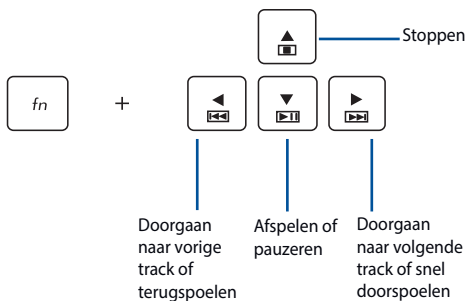 Stoppen
fn
+
Doorgaan
naar vorige
track of
terugspoelen
Afspelen of
pauzeren
Doorgaan
naar volgende
track of snel
doorspoelen